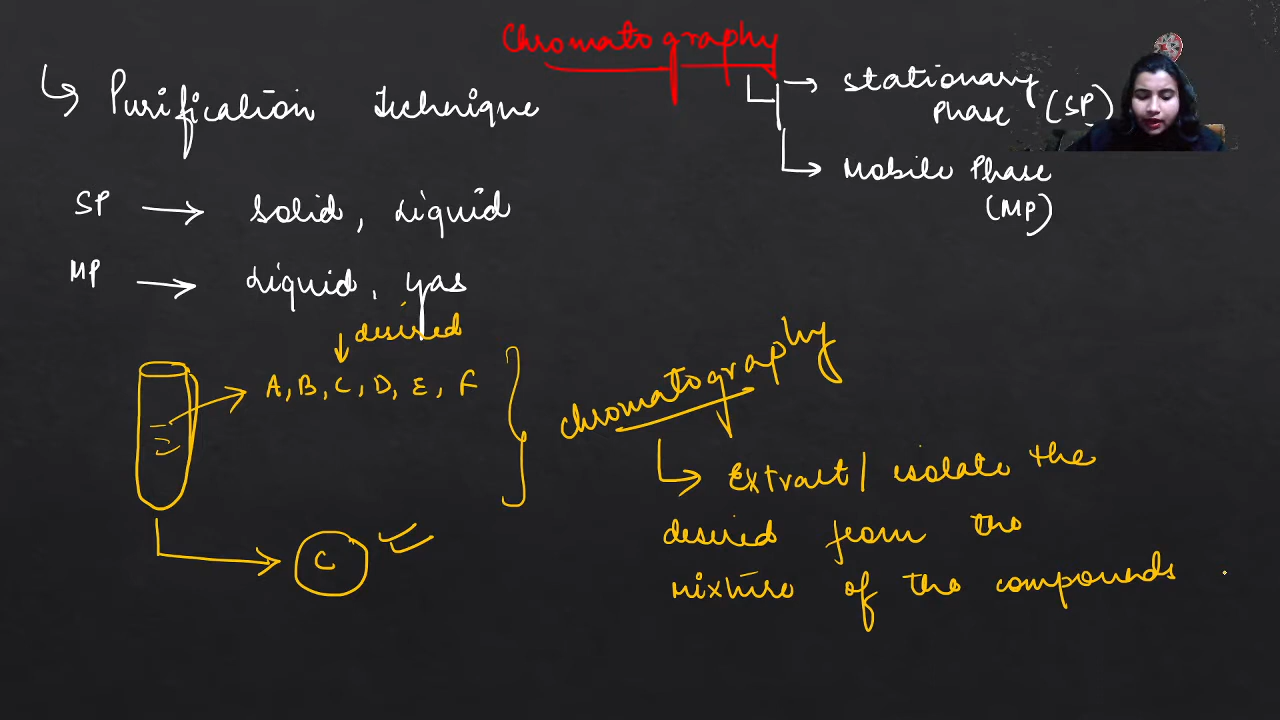 Chromatography
Purification Technique
Stationary
Phase (SP)
Mobile Phase
(MP)
SP → Solid, Liquid
MP → Liquid, gas
desired
A, B, C, D, E, F
C
chromatography
Extract/ isolate the
desired from the
mixture of the compounds.